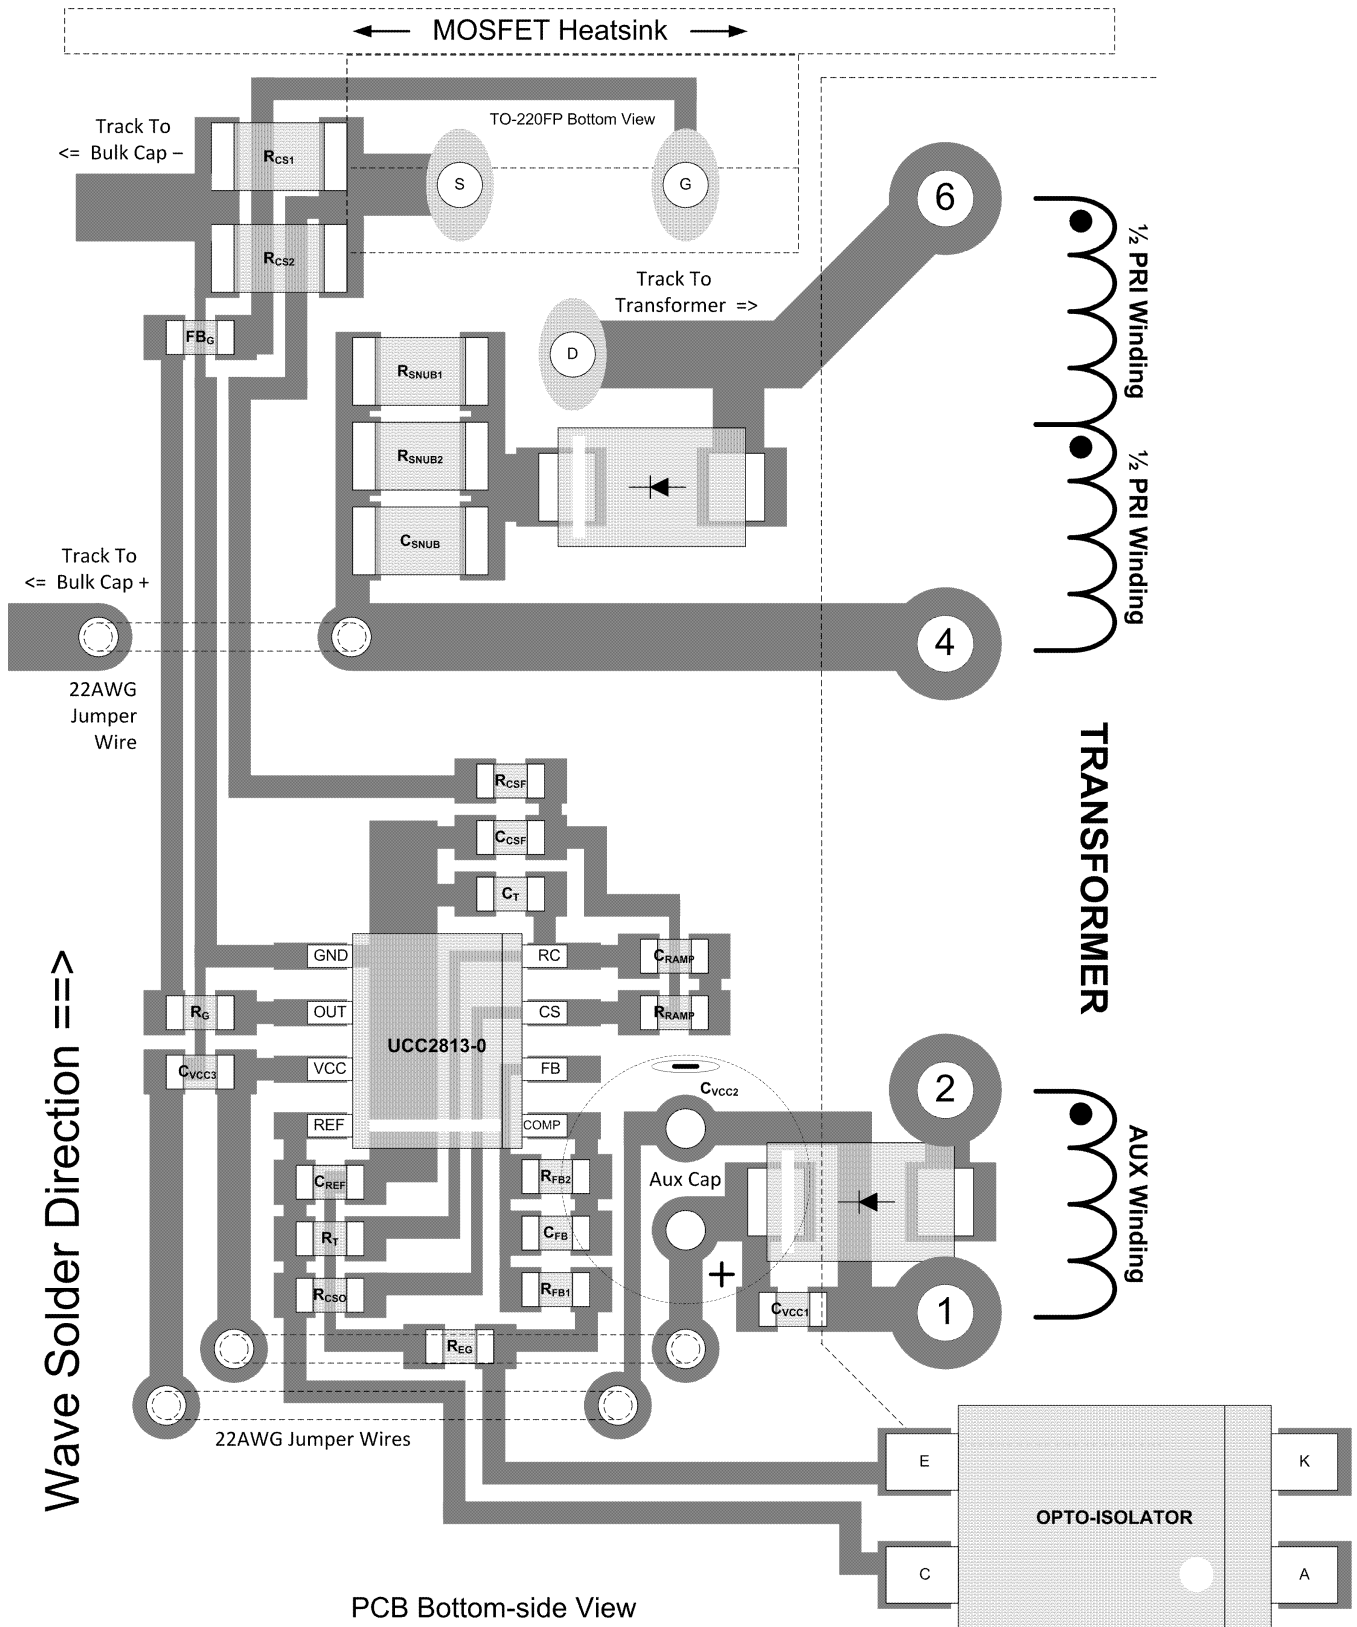 MOSFET Heatsink
TO-220FP Bottom View
Track To
<= Bulk Cap –
RCS1
S
G
6
RCS2
½ PRI Winding
Track To
Transformer =>
FBG
D
RSNUB1
RSNUB2
½ PRI Winding
CSNUB
Track To
<= Bulk Cap +
4
22AWG
Jumper
Wire
TRANSFORMER
RCSF
CCSF
CT
GND
RC
CRAMP
RG
OUT
CS
RRAMP
UCC2813-0
CVCC3
VCC
FB
CVCC2
2
REF
COMP
Wave Solder Direction ==>
CREF
RFB2
Aux Cap
AUX Winding
RT
CFB
+
RCSO
RFB1
CVCC1
1
REG
22AWG Jumper Wires
E
K
OPTO-ISOLATOR
C
A
PCB Bottom-side View